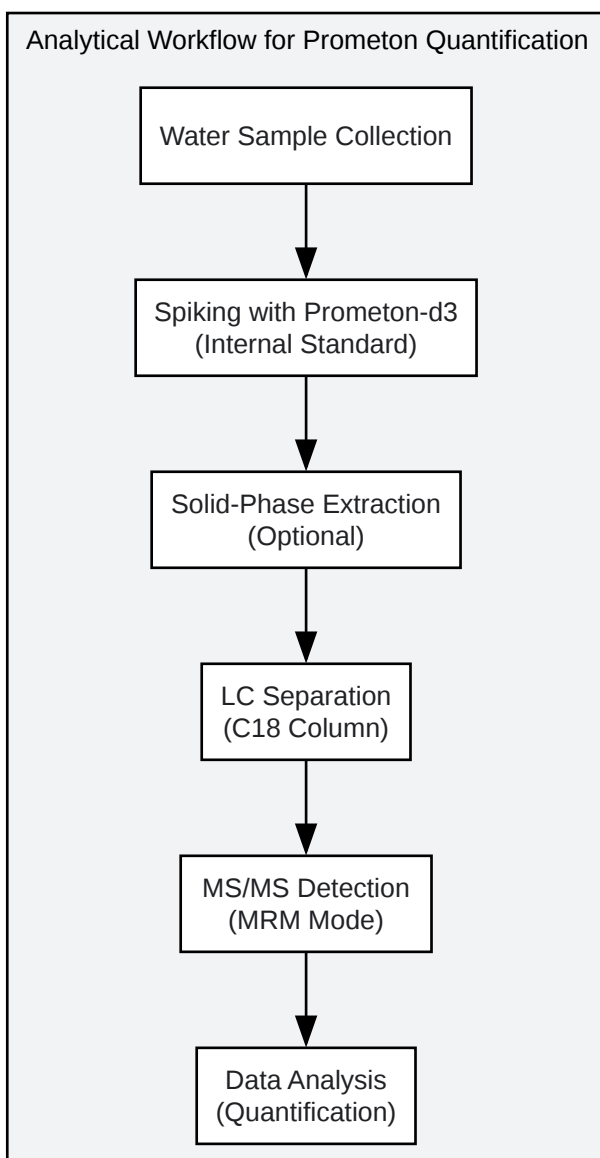 Analytical Workflow for Prometon Quantification
Water Sample Collection
Spiking with Prometon-d3
(Internal Standard)
Solid-Phase Extraction
(Optional)
LC Separation
(C18 Column)
MS/MS Detection
(MRM Mode)
Data Analysis
(Quantification)